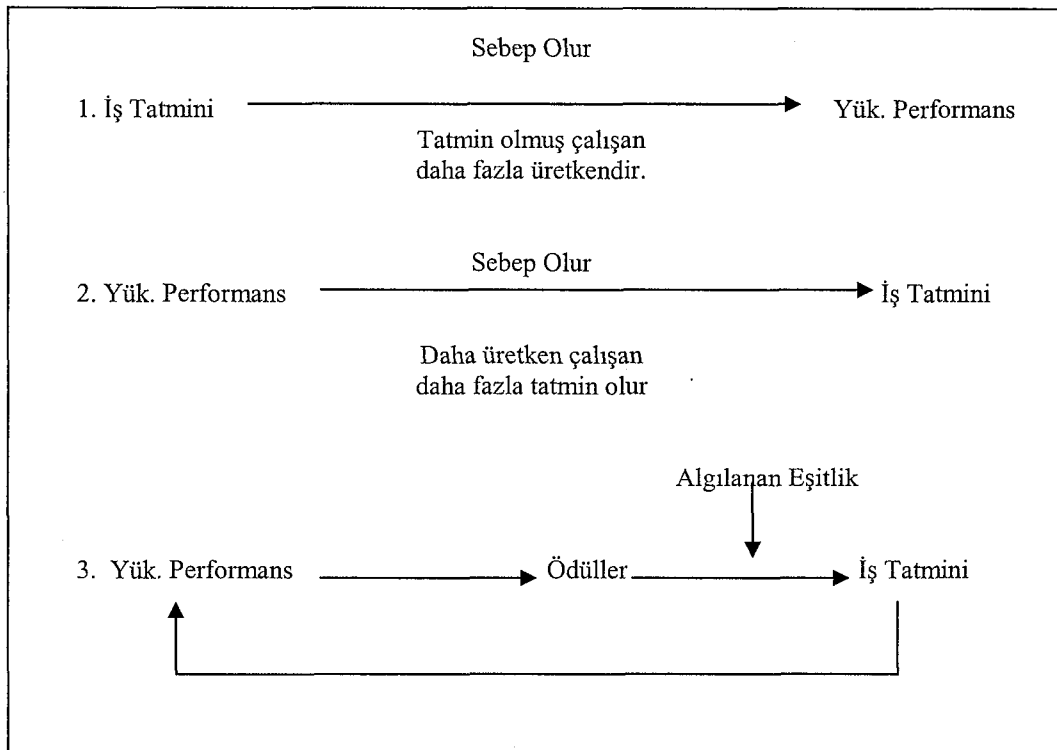 Sebep Olur
1. İş Tatmini Yük. Performans
Tatmin olmuş çalışan
daha fazla üretkendir.
Sebep Olur
2. Yük. Performans İş Tatmini
Daha üretken çalışan
daha fazla tatmin olur
Algılanan Eşitlik
3. Yük. Performans Ödüller İş Tatmini